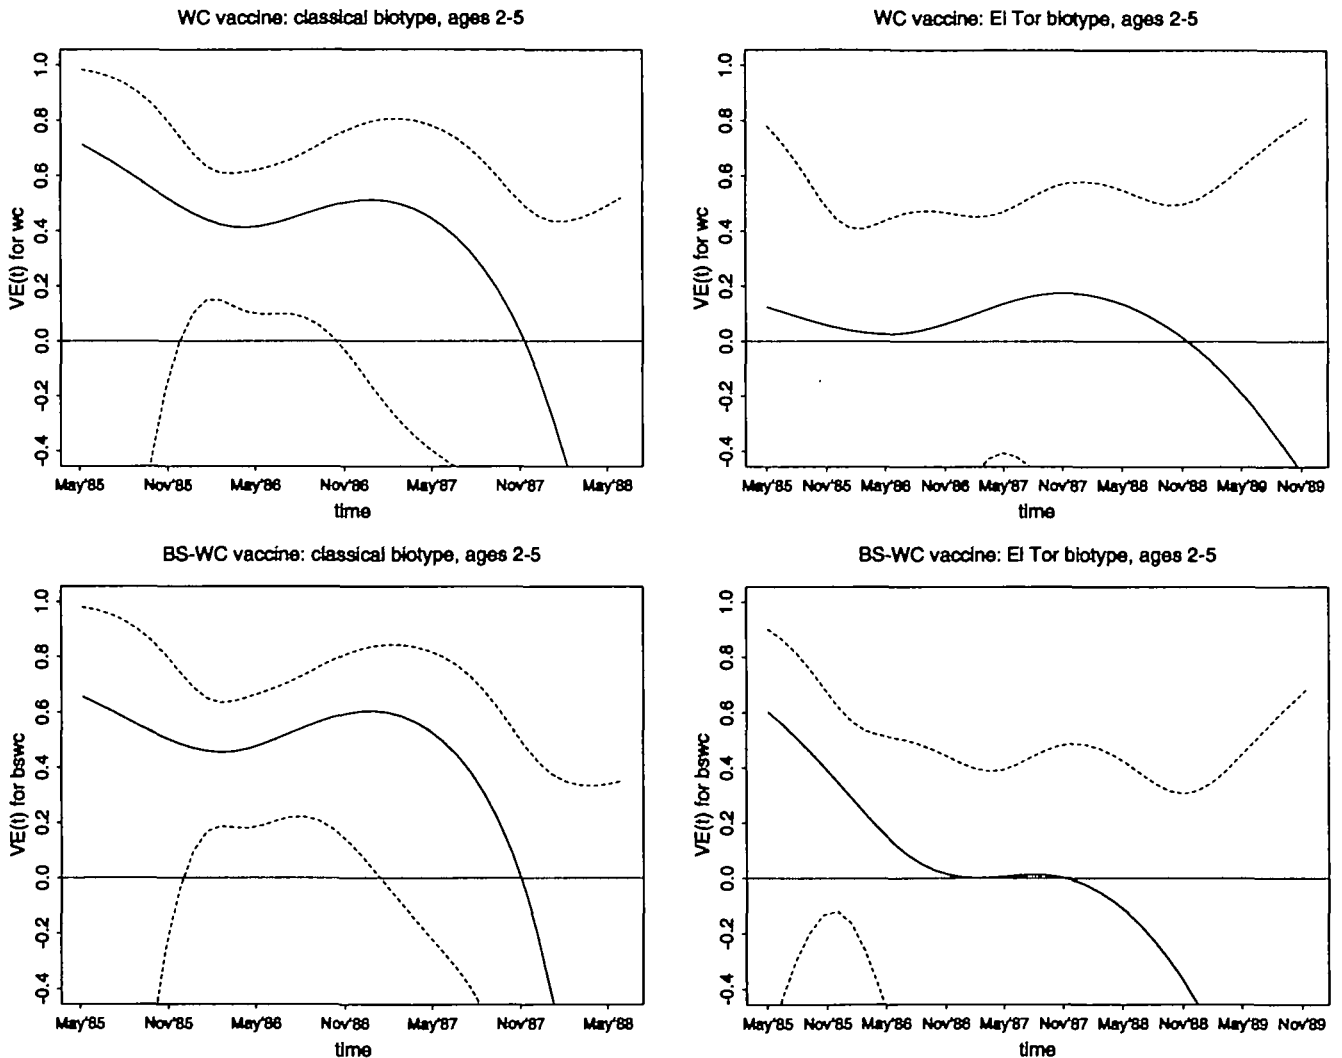 WC vaccine: classical biotype, ages 2-5
VE(t) for wc
1.0
0.8
0.6
0.4
0.2
0.0
-0.2
-0.4
May'85 Nov'85 May'86 Nov'86 May'87 Nov'87 May'88
time
WC vaccine: El Tor biotype, ages 2-5
VE(t) for wc
1.0
0.8
0.6
0.4
0.2
0.0
-0.2
-0.4
May'85 Nov'85 May'86 Nov'86 May'87 Nov'87 May'88 Nov'88 May'89 Nov'89
time
BS-WC vaccine: classical biotype, ages 2-5
VE(t) for bswc
1.0
0.8
0.6
0.4
0.2
0.0
-0.2
-0.4
May'85 Nov'85 May'86 Nov'86 May'87 Nov'87 May'88
time
BS-WC vaccine: El Tor biotype, ages 2-5
VE(t) for bswc
1.0
0.8
0.6
0.4
0.2
0.0
-0.2
-0.4
May'85 Nov'85 May'86 Nov'86 May'87 Nov'87 May'88 Nov'88 May'89 Nov'89
time